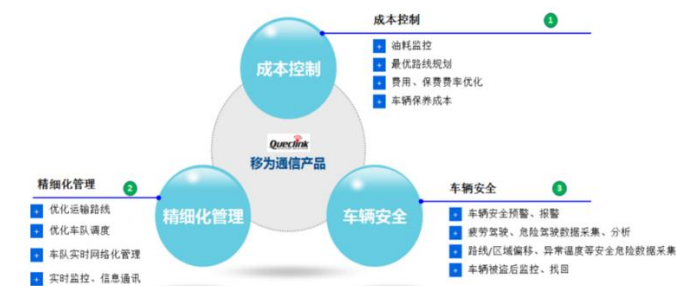 成本控制
1
油耗监控
最优路线规划
费用、保费费率优化
车辆保养成本
成本控制
Queclink
移为通信产品
精细化管理
2
优化运输路线
优化车队调度
车队实时网络化管理
实时监控、信息通讯
精细化管理
车辆安全
车辆安全
3
车辆安全预警、报警
疲劳驾驶、危险驾驶数据采集、分析
路线/区域偏移、异常温度等安全危险数据采集
车辆被盗后监控、找回